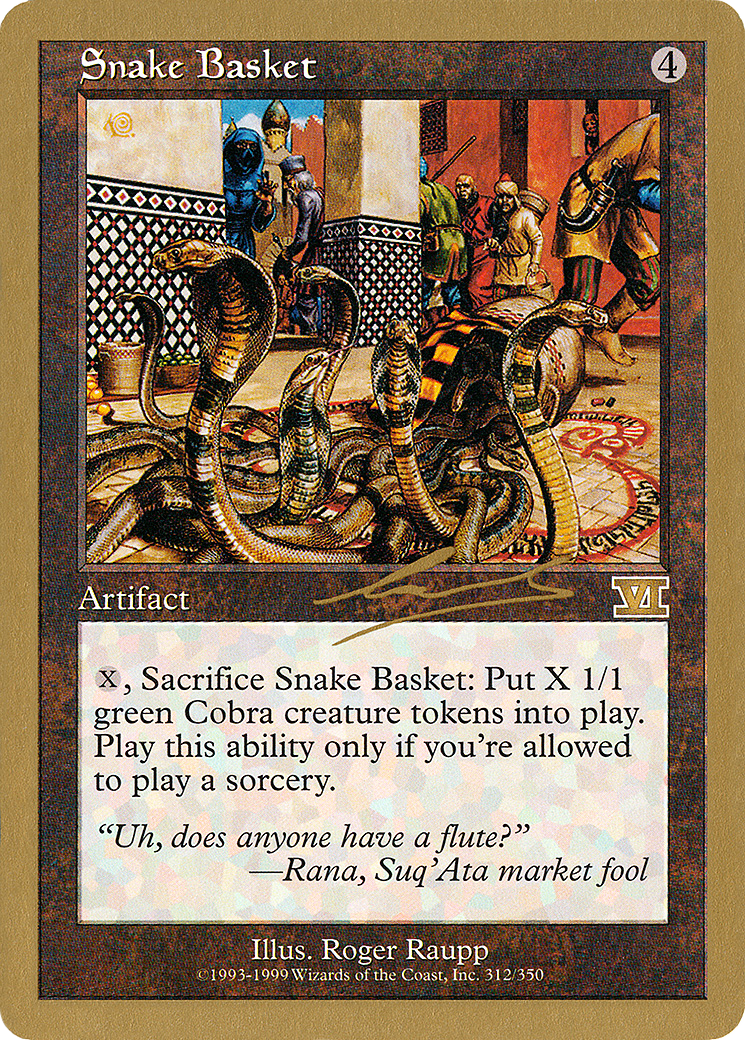 Snake Basket 4
Artifact VI
X, Sacrifice Snake Basket: Put X 1/1
green Cobra creature tokens into play.
Play this ability only if you're allowed
to play a sorcery.
“Uh, does anyone have a flute?”
—Rana, Suq'Ata market fool
Illus. Roger Raupp
©1993-1999 Wizards of the Coast, Inc. 312/350